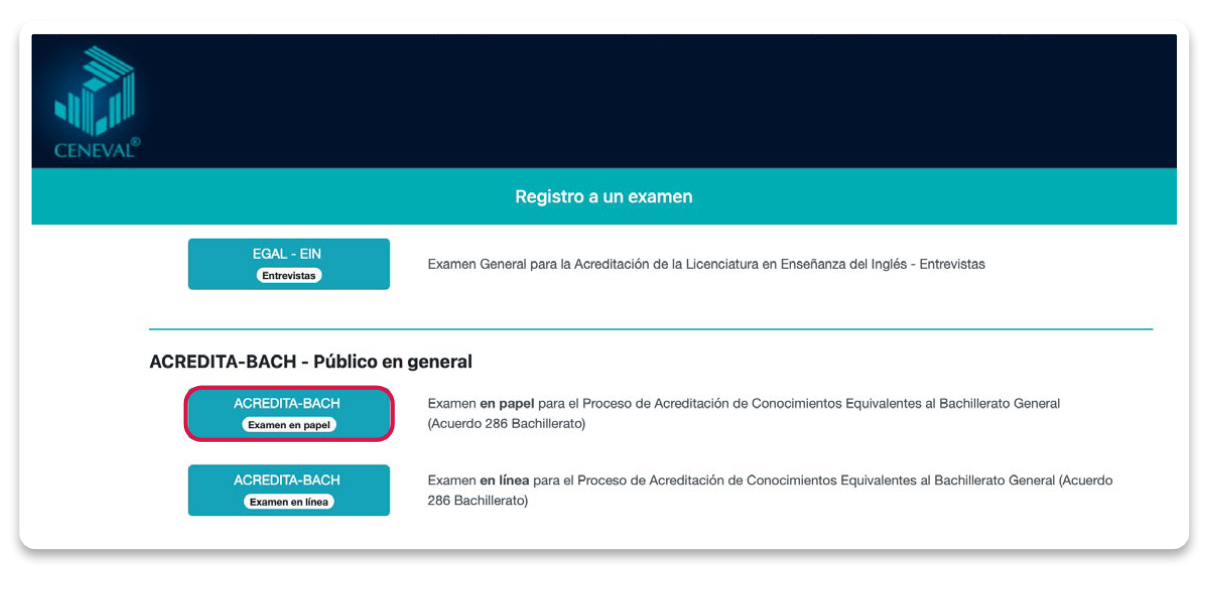 CENEVAL®
Registro a un examen
EGAL - EIN
Entrevistas
Examen General para la Acreditación de la Licenciatura en Enseñanza del Inglés - Entrevistas
ACREDITA-BACH - Público en general
ACREDITA-BACH
Examen en papel
Examen en papel para el Proceso de Acreditación de Conocimientos Equivalentes al Bachillerato General
(Acuerdo 286 Bachillerato)
ACREDITA-BACH
Examen en línea
Examen en línea para el Proceso de Acreditación de Conocimientos Equivalentes al Bachillerato General (Acuerdo
286 Bachillerato)